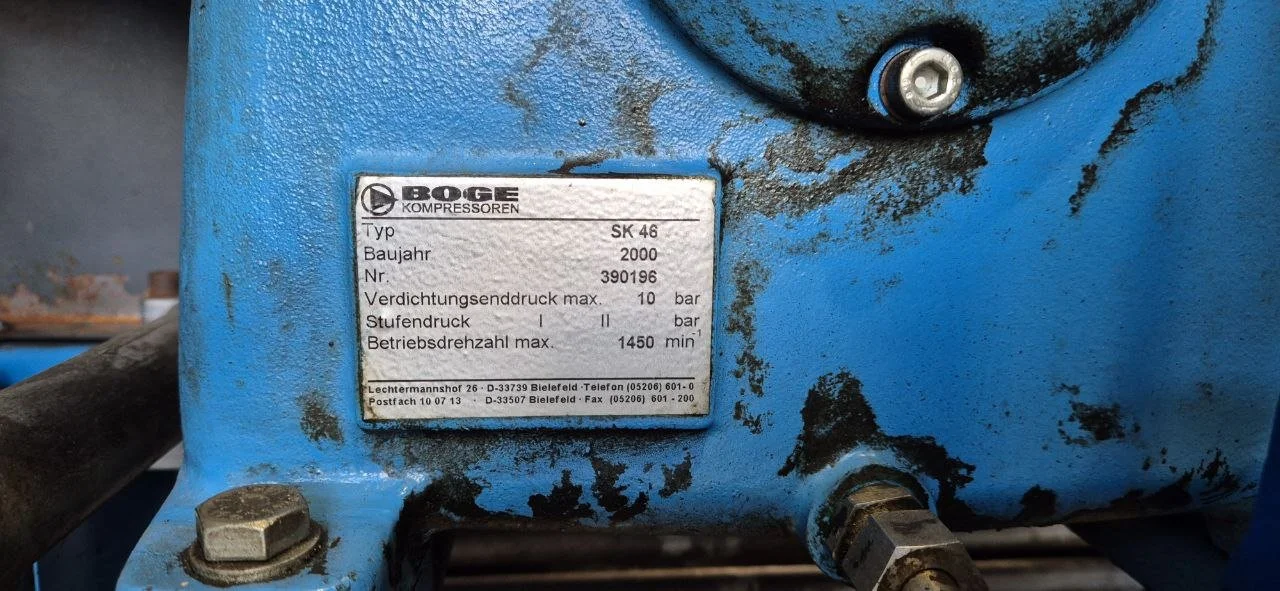 BOGE
KOMPRESSOREN
Typ SK 46
Baujahr 2000
Nr. 390196
Verdichtungsenddruck max. 10 bar
Stufendruck I II bar
Betriebsdrehzahl max. 1450 min⁻¹
Lechtermannshof 26 · D-33739 Bielefeld · Telefon (05206) 601-0
Postfach 10 07 13 · D-33507 Bielefeld · Fax (05206) 601 - 200